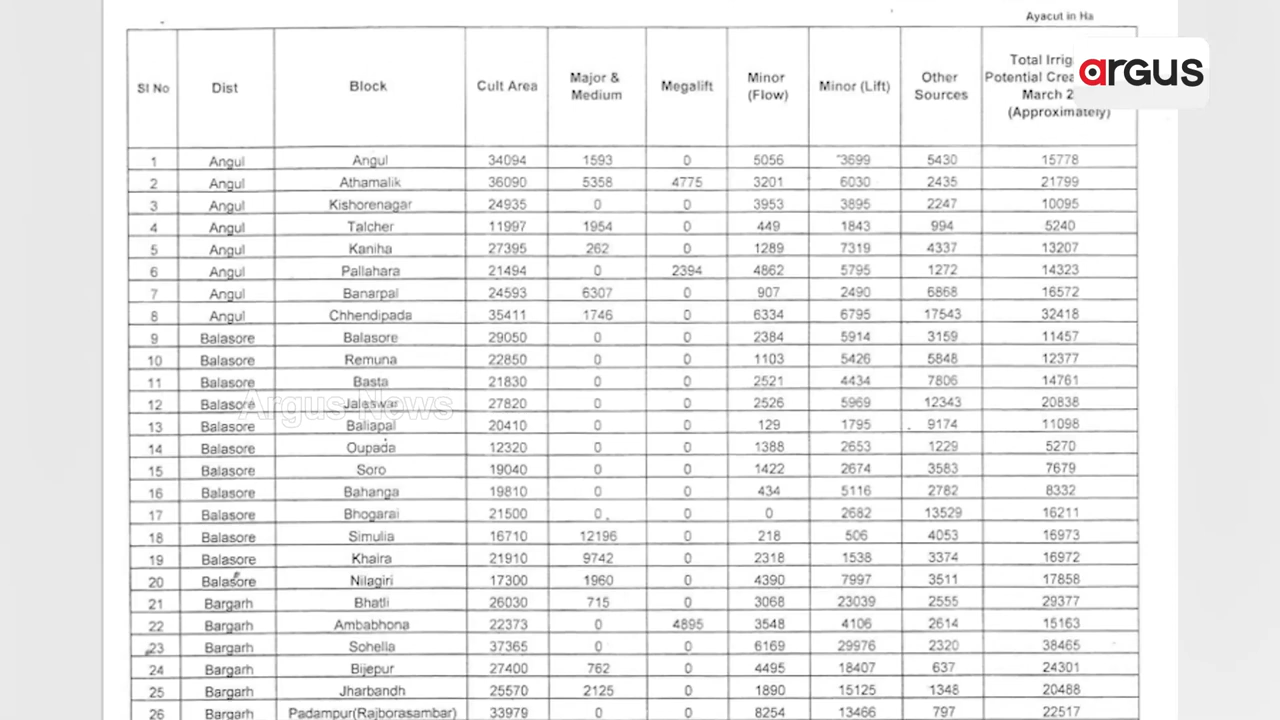 Ayacut in Ha
argus
Sl No Dist Block Cult Area Major & Medium Megalift Minor (Flow) Minor (Lift) Other Sources Total Irrig Potential Crea March 2 (Approximately)
1 Angul Angul 34094 1593 0 5056 3699 5430 15778
2 Angul Athamalik 36090 5358 4775 3201 6030 2435 21799
3 Angul Kishorenagar 24935 0 0 3953 3895 2247 10095
4 Angul Talcher 11997 1954 0 449 1843 994 5240
5 Angul Kaniha 27395 262 0 1289 7319 4337 13207
6 Angul Pallahara 21494 0 2394 4862 5795 1272 14323
7 Angul Banarpal 24593 6307 0 907 2490 6868 16572
8 Angul Chhendipada 35411 1746 0 6334 6795 17543 32418
9 Balasore Balasore 29050 0 0 2384 5914 3159 11457
10 Balasore Remuna 22850 0 0 1103 5426 5848 12377
11 Balasore Basta 21830 0 0 2521 4434 7806 14761
12 Balasore Jaleswar 27820 0 0 2526 5969 12343 20838
Argus News
13 Balasore Baliapal 20410 0 0 129 1795 9174 11098
14 Balasore Oupada 12320 0 0 1388 2653 1229 5270
15 Balasore Soro 19040 0 0 1422 2674 3583 7679
16 Balasore Bahanga 19810 0 0 434 5116 2782 8332
17 Balasore Bhogarai 21500 0 0 0 2682 13529 16211
18 Balasore Simulia 16710 12196 0 218 506 4053 16973
19 Balasore Khaira 21910 9742 0 2318 1538 3374 16972
20 Balasore Nilagiri 17300 1960 0 4390 7997 3511 17858
21 Bargarh Bhatli 26030 715 0 3068 23039 2555 29377
22 Bargarh Ambabhona 22373 0 4895 3548 4106 2614 15163
23 Bargarh Sohella 37365 0 0 6169 29976 2320 38465
24 Bargarh Bijepur 27400 762 0 4495 18407 637 24301
25 Bargarh Jharbandh 25570 2125 0 1890 15125 1348 20488
26 Bargarh Padampur(Rajborasambar) 33979 0 0 8254 13466 797 22517